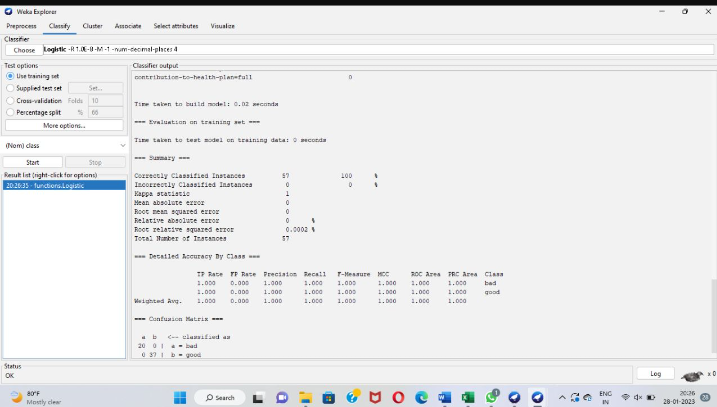 Weka Explorer
Preprocess Classify Cluster Associate Select attributes Visualize
Classifier
Choose Logistic -R 1.0E-8 -M -1 -num-decimal-places 4
Test options
Use training set
Supplied test set Set...
Cross-validation Folds 10
Percentage split % 66
More options...
(Nom) class
Start Stop
Result list (right-click for options)
20:26:35 - functions.Logistic
Classifier output
contribution-to-health-plan=full 0
Time taken to build model: 0.02 seconds
=== Evaluation on training set ===
Time taken to test model on training data: 0 seconds
=== Summary ===
Correctly Classified Instances 57 100 %
Incorrectly Classified Instances 0 0 %
Kappa statistic 1
Mean absolute error 0
Root mean squared error 0
Relative absolute error 0 %
Root relative squared error 0.0002 %
Total Number of Instances 57
=== Detailed Accuracy By Class ===
TP Rate FP Rate Precision Recall F-Measure MCC ROC Area PRC Area Class
1.000 0.000 1.000 1.000 1.000 1.000 1.000 1.000 bad
1.000 0.000 1.000 1.000 1.000 1.000 1.000 1.000 good
Weighted Avg. 1.000 0.000 1.000 1.000 1.000 1.000 1.000 1.000
=== Confusion Matrix ===
a b <-- classified as
20 0 | a = bad
0 37 | b = good
Status
OK
Log x 0
80°F
Mostly clear
Search
ENG
IN
20:26
28-01-2023